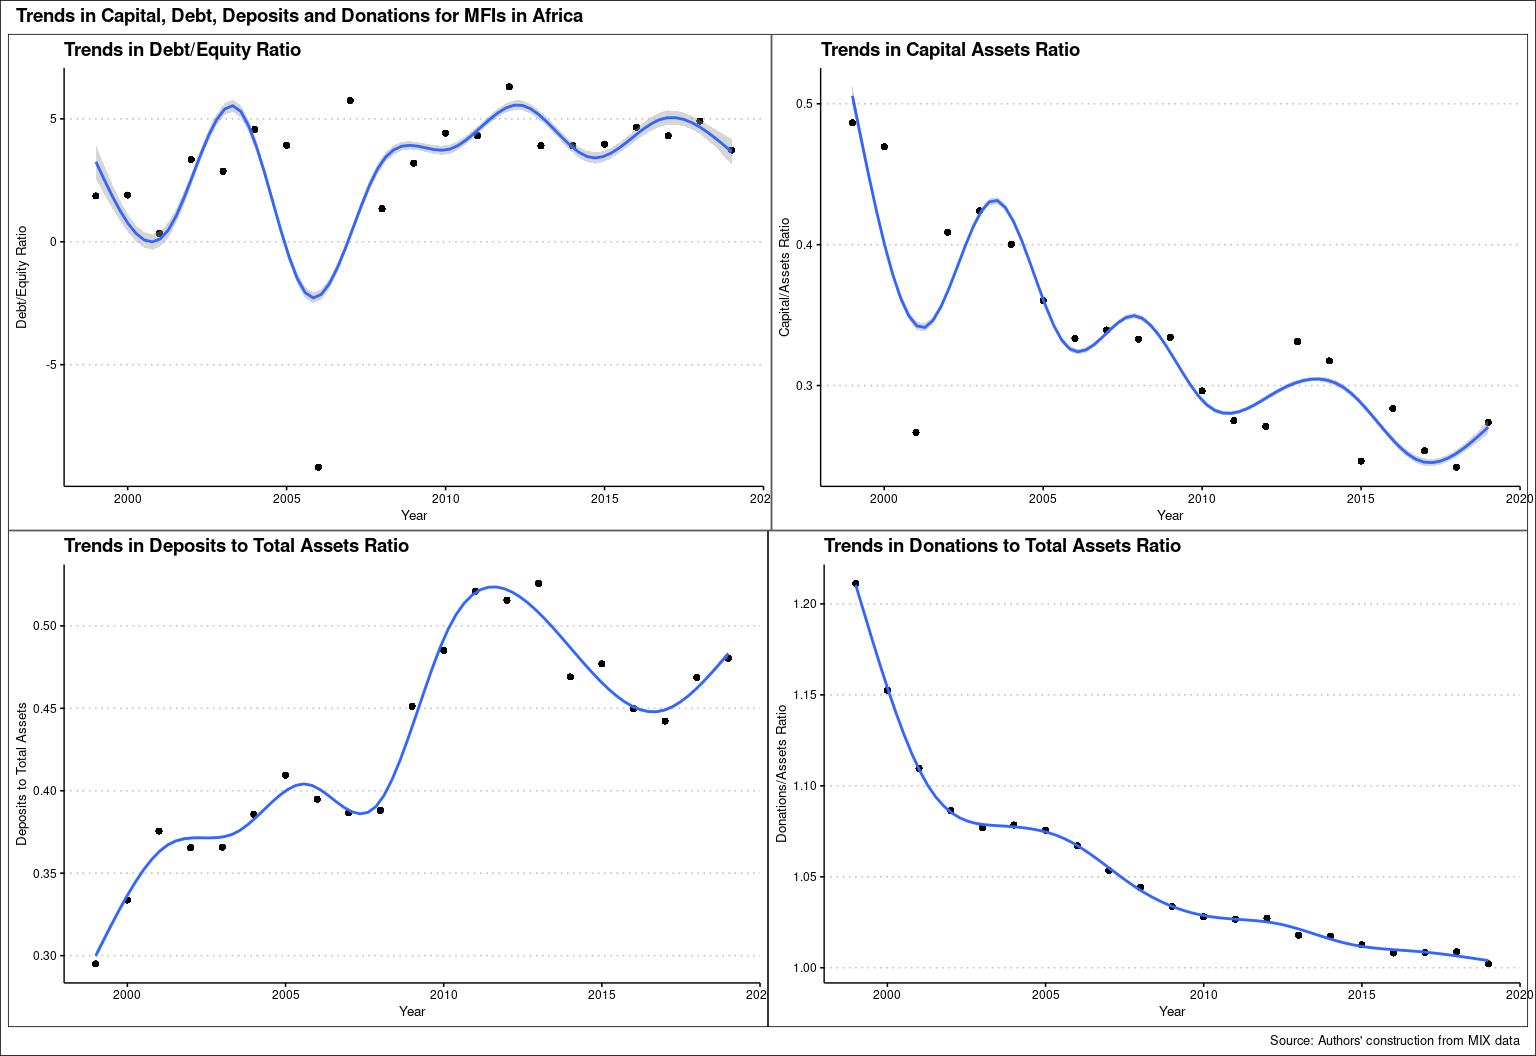 Trends in Capital, Debt, Deposits and Donations for MFIs in Africa
Trends in Debt/Equity Ratio
Debt/Equity Ratio
5
0
-5
2000 2005 2010 2015 202
Year
Trends in Capital Assets Ratio
Capital/Assets Ratio
0.5
0.4
0.3
2000 2005 2010 2015 2020
Year
Trends in Deposits to Total Assets Ratio
Deposits to Total Assets
0.50
0.45
0.40
0.35
0.30
2000 2005 2010 2015 202
Year
Trends in Donations to Total Assets Ratio
Donations/Assets Ratio
1.20
1.15
1.10
1.05
1.00
2000 2005 2010 2015 2020
Year
Source: Authors' construction from MIX data